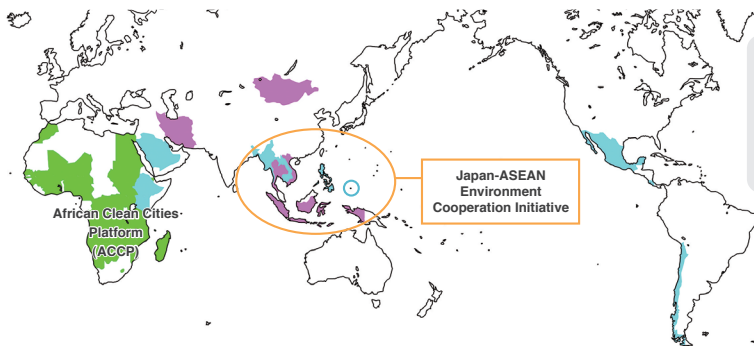 African Clean Cities
Platform
(ACCP)
Japan-ASEAN
Environment
Cooperation Initiative